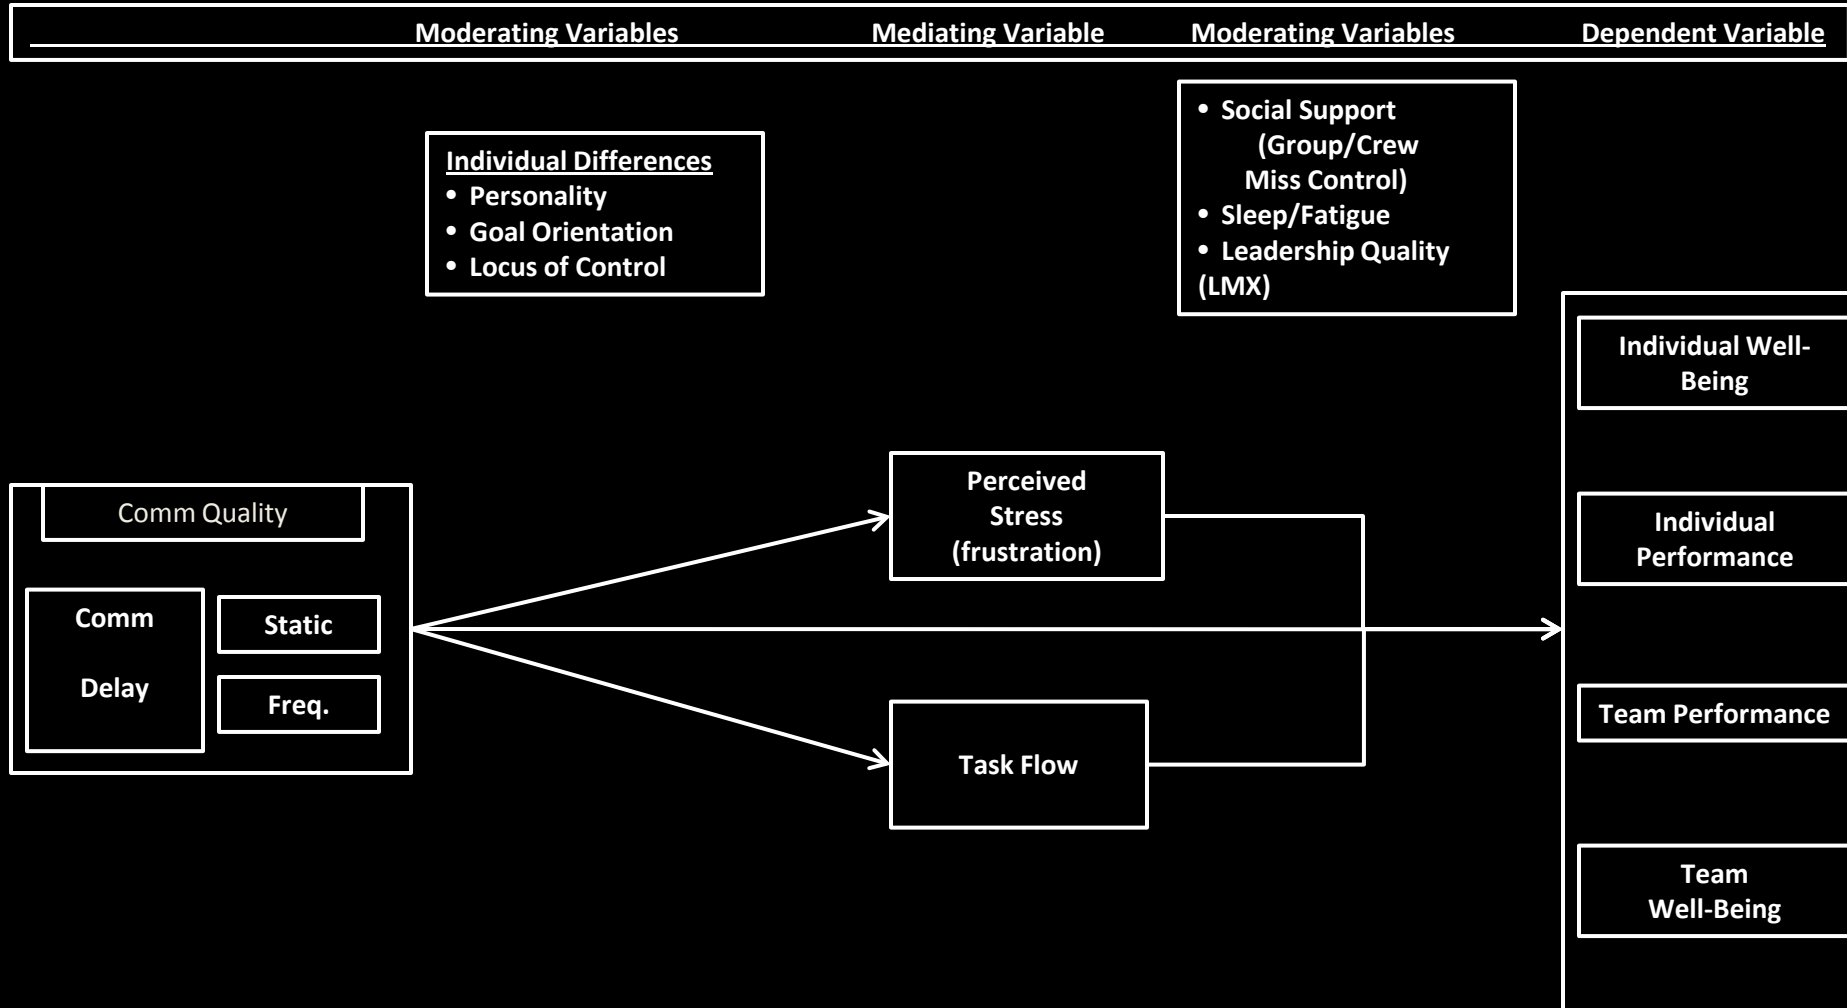 Moderating Variables Mediating Variable Moderating Variables Dependent Variable
Individual Differences
• Personality
• Goal Orientation
• Locus of Control
• Social Support
(Group/Crew
Miss Control)
• Sleep/Fatigue
• Leadership Quality
(LMX)
Comm Quality
Comm
Delay
Static
Freq.
Perceived
Stress
(frustration)
Task Flow
Individual Well-
Being
Individual
Performance
Team Performance
Team
Well-Being